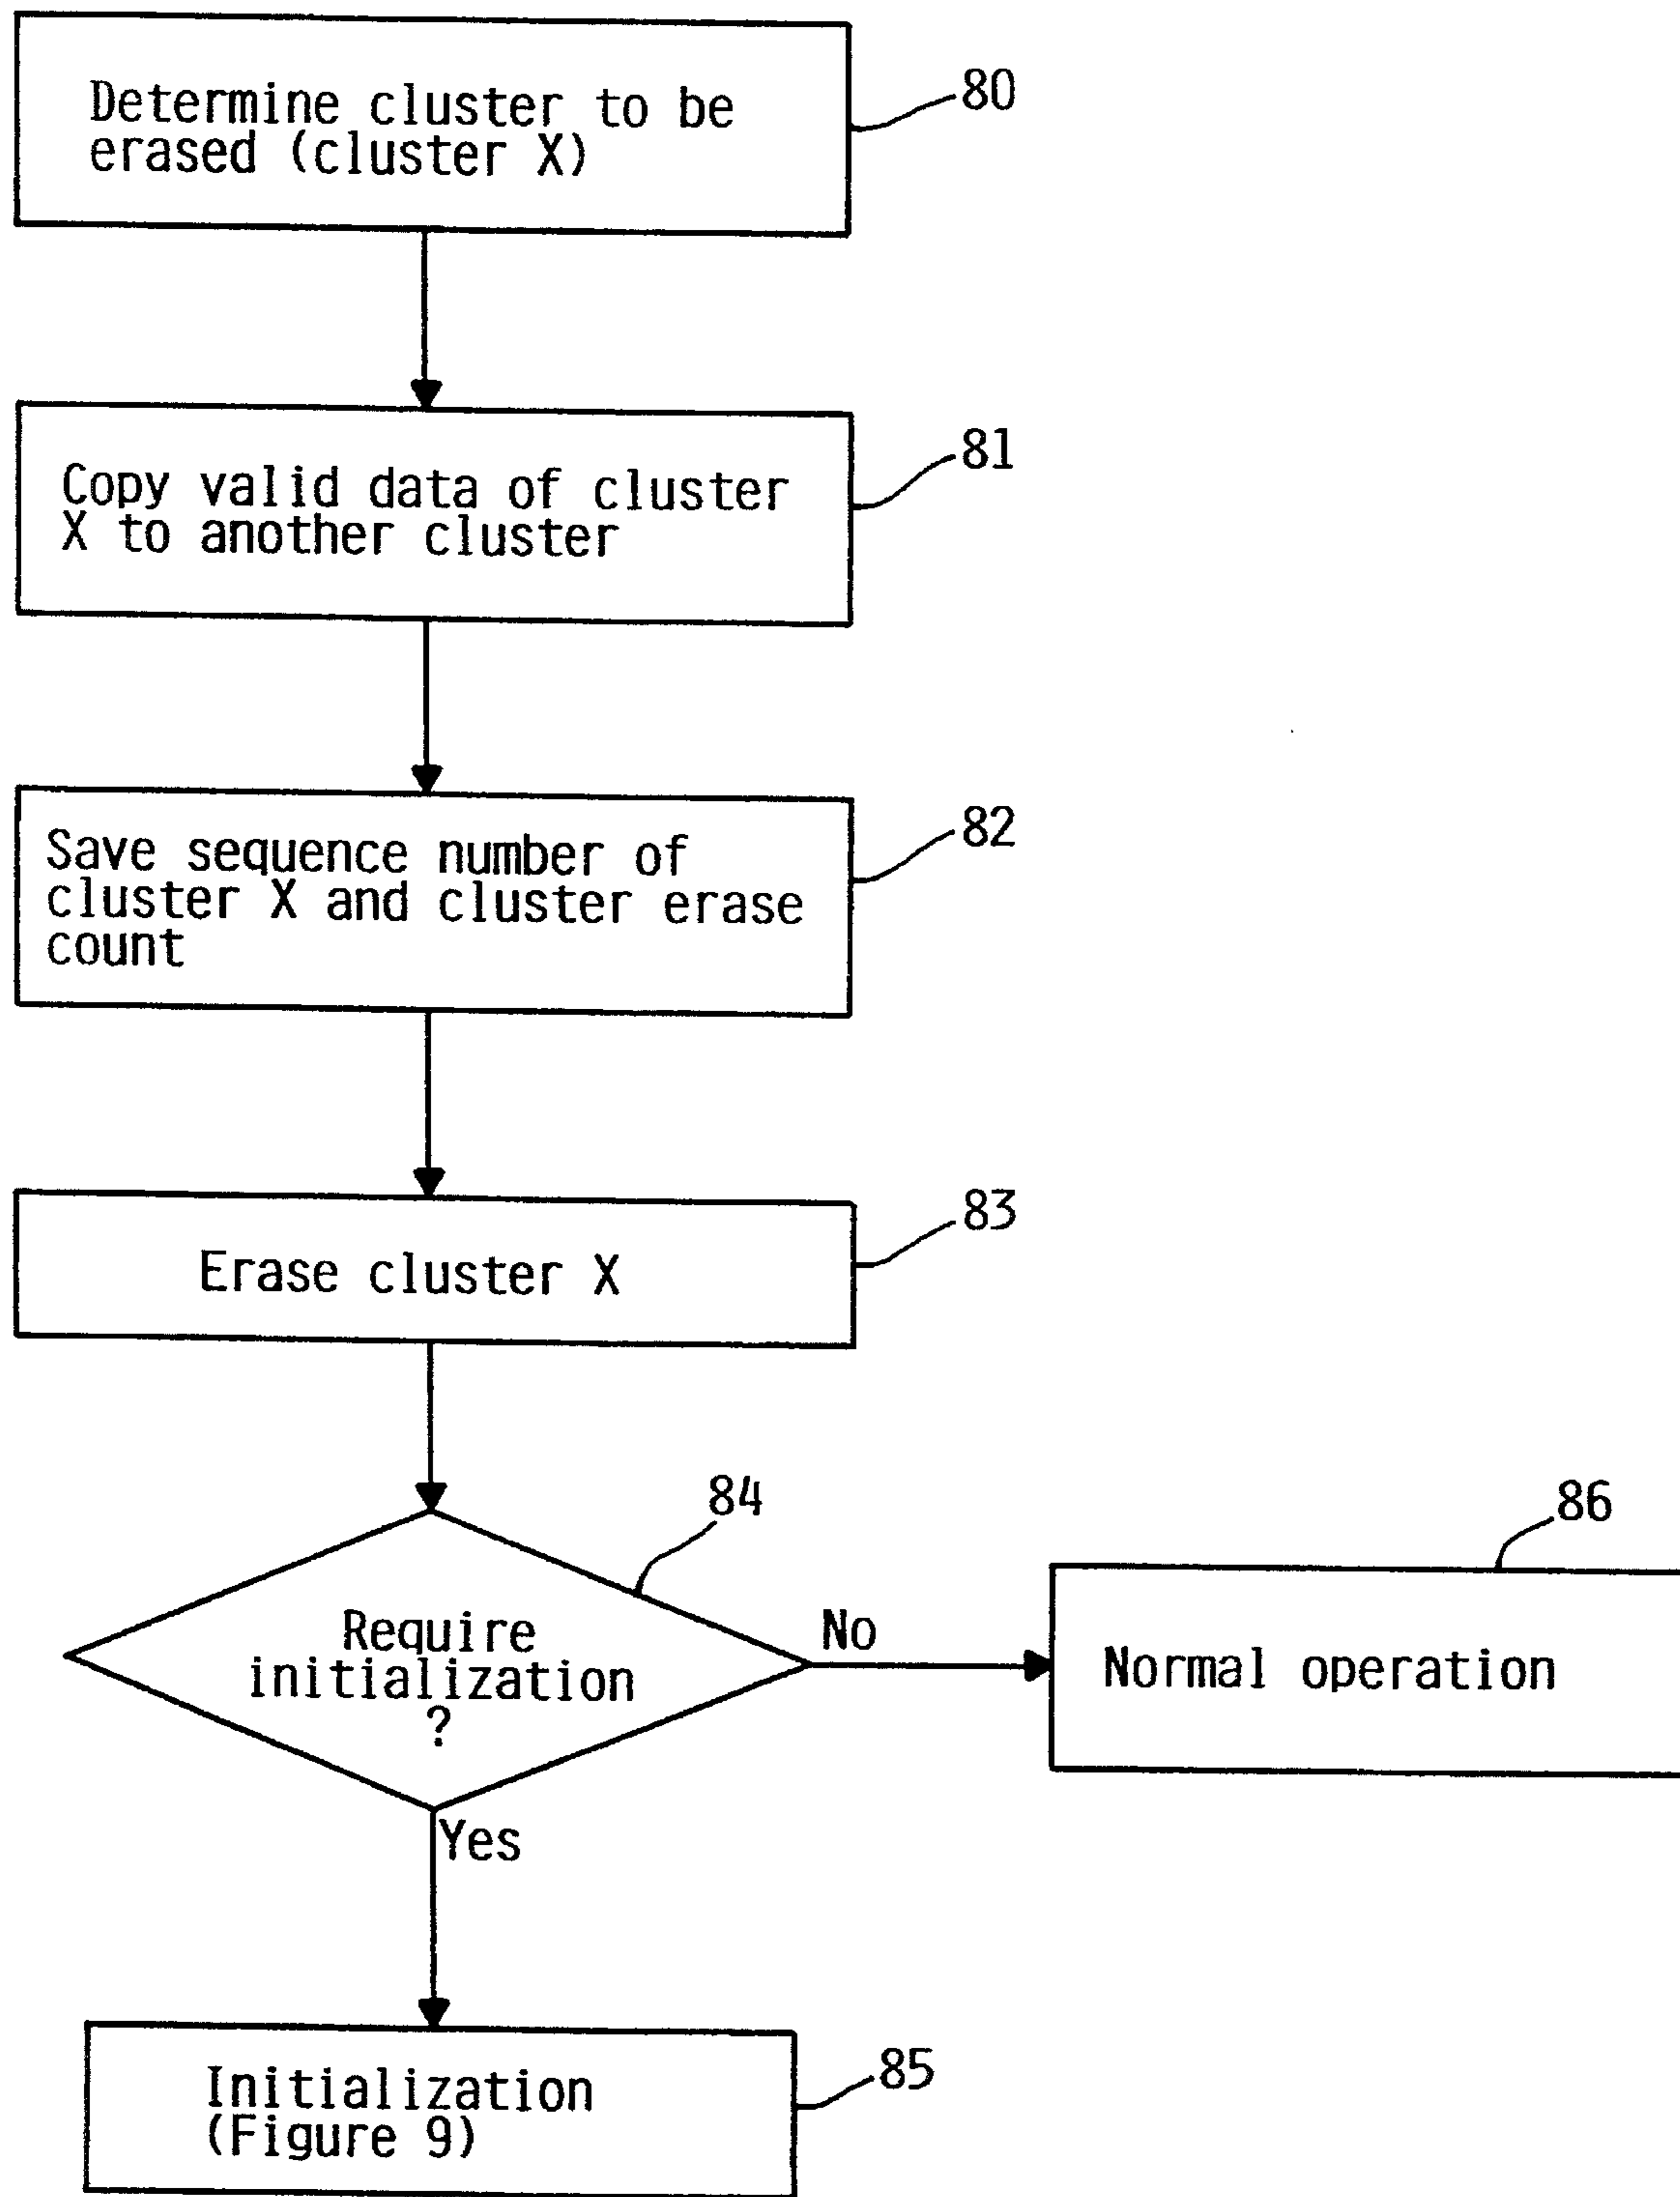 Determine cluster to be
erased (cluster X)
80
Copy valid data of cluster
X to another cluster
81
Save sequence number of
cluster X and cluster erase
count
82
Erase cluster X
83
84
Require
initialization
?
No
86
Normal operation
Yes
Initialization
(Figure 9)
85